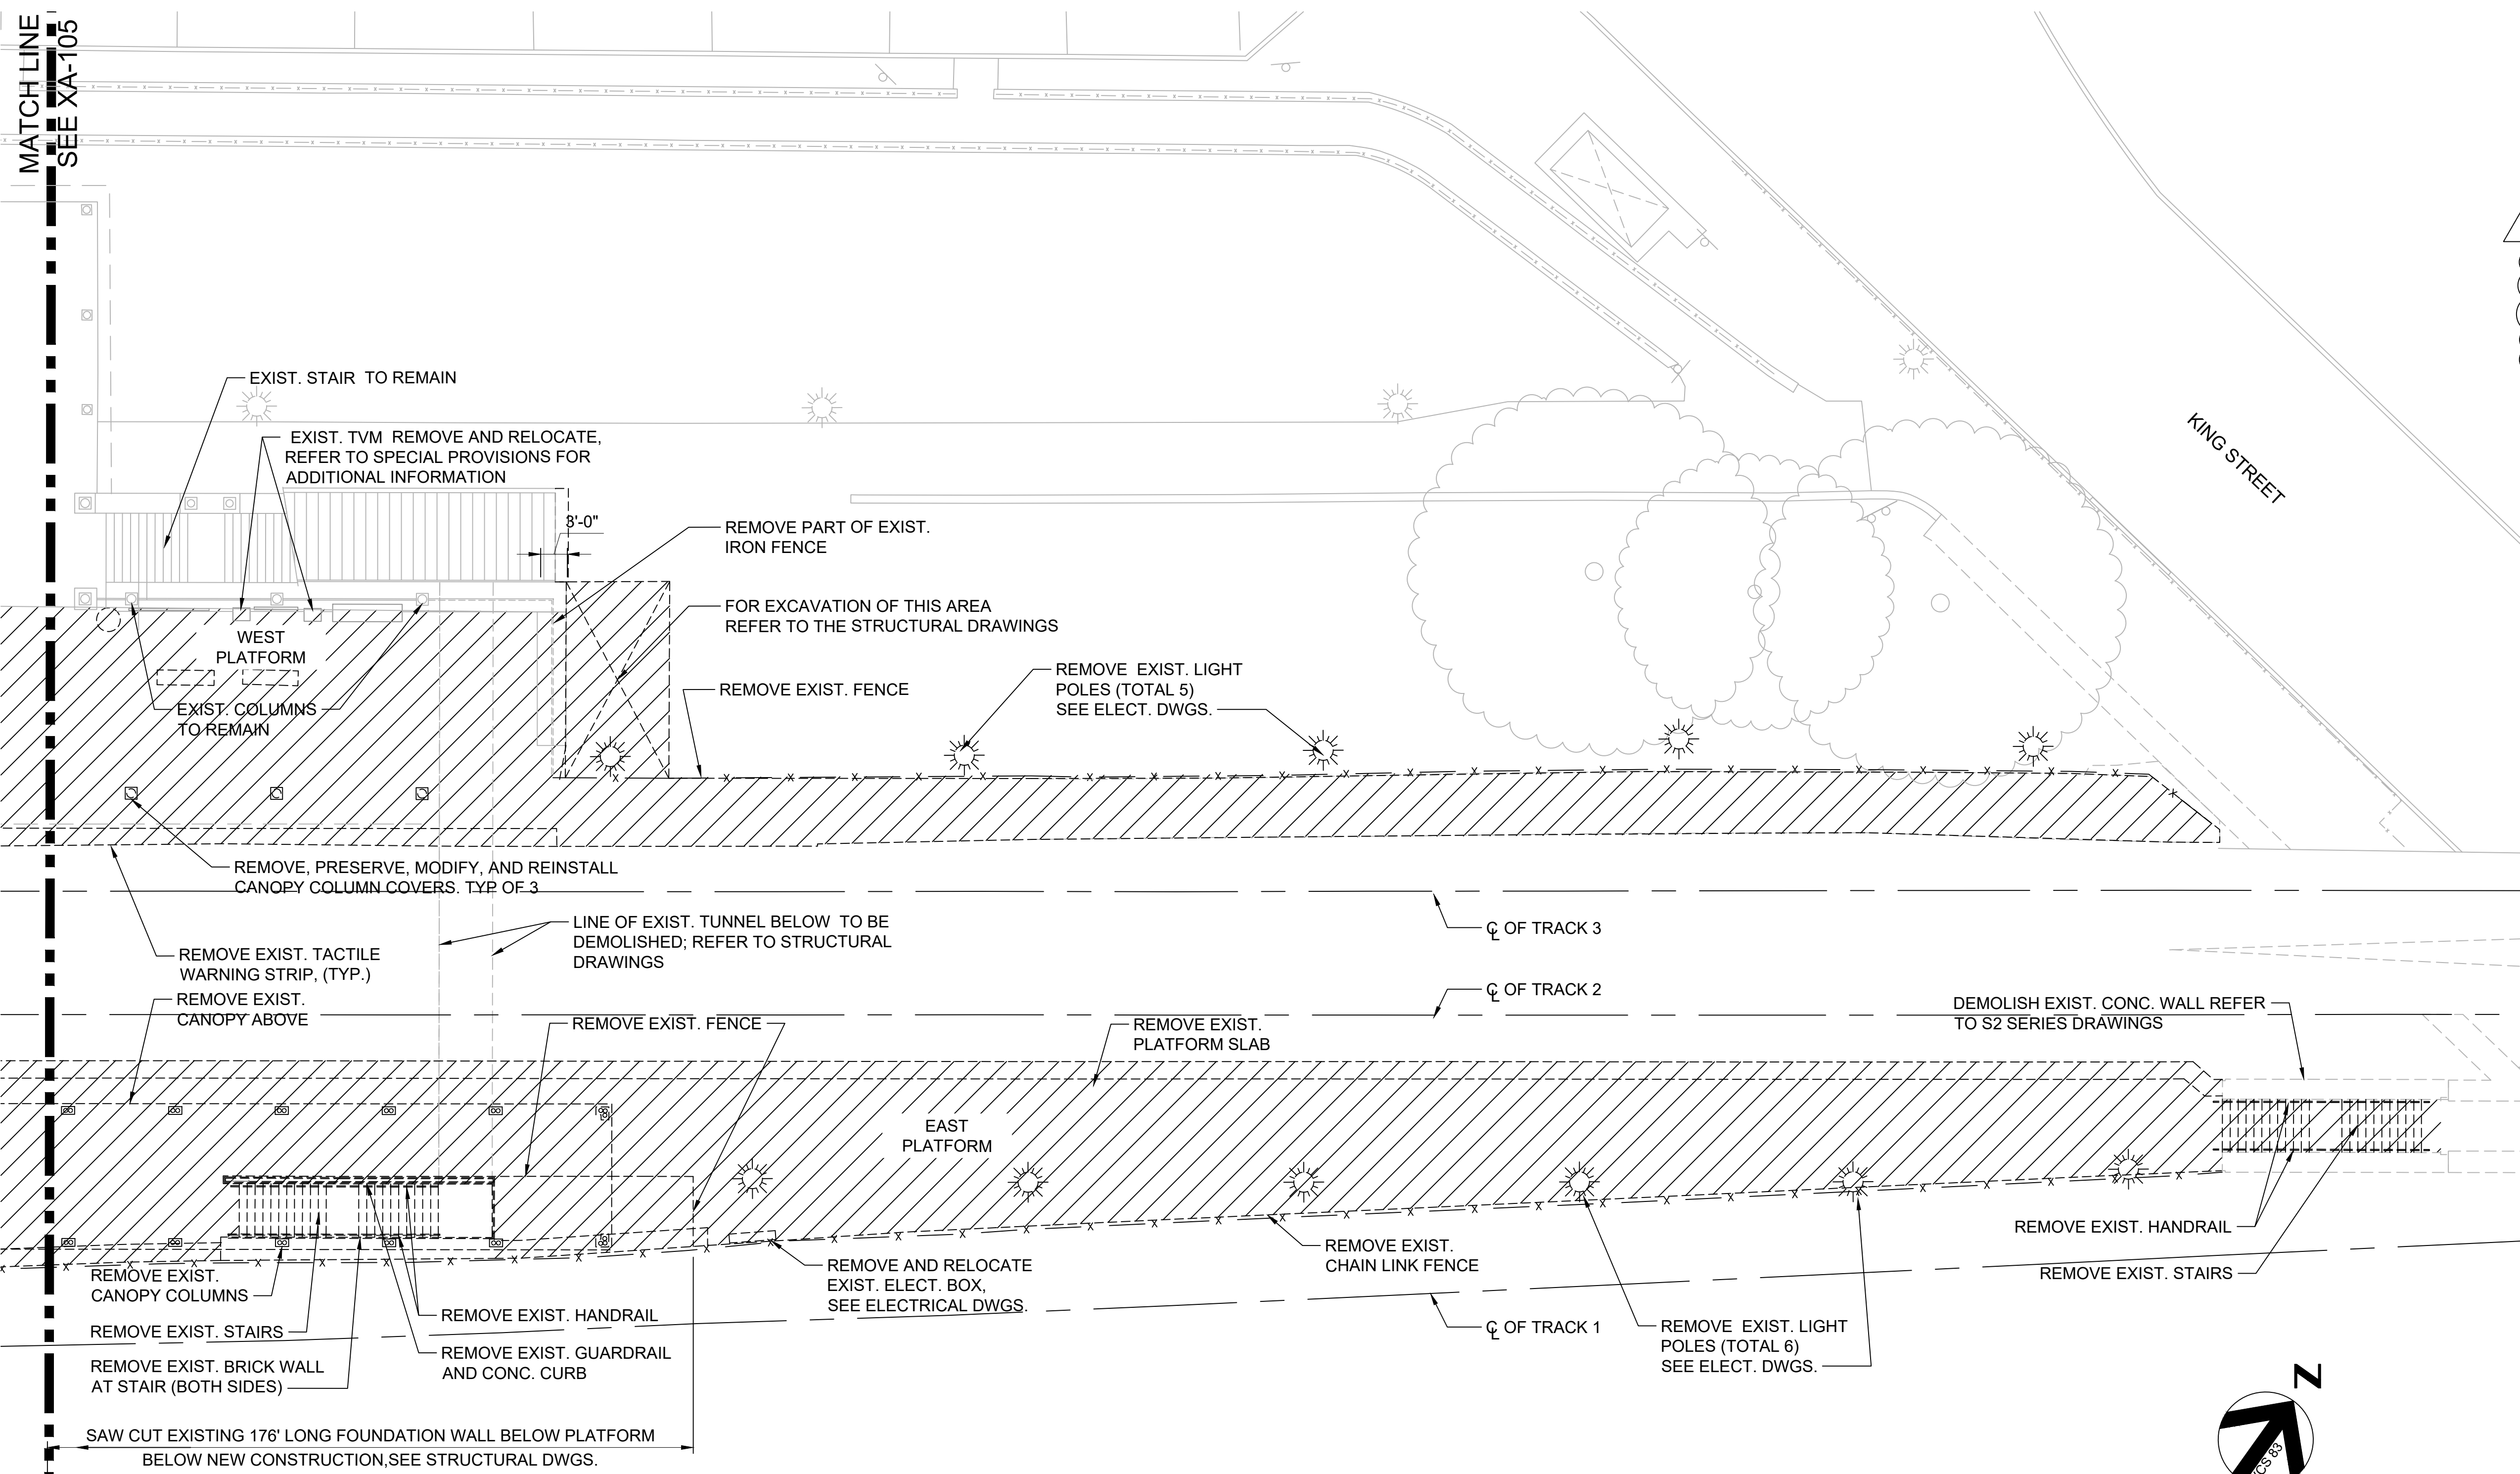 MATCH LINE
SEE XA-105
EXIST. STAIR TO REMAIN
EXIST. TVM REMOVE AND RELOCATE,
REFER TO SPECIAL PROVISIONS FOR
ADDITIONAL INFORMATION
KING STREET
3'-0"
REMOVE PART OF EXIST.
IRON FENCE
FOR EXCAVATION OF THIS AREA
REFER TO THE STRUCTURAL DRAWINGS
WEST
PLATFORM
REMOVE EXIST. FENCE
REMOVE EXIST. LIGHT
POLES (TOTAL 5)
SEE ELECT. DWGS.
EXIST. COLUMNS
TO REMAIN
REMOVE, PRESERVE, MODIFY, AND REINSTALL
CANOPY COLUMN COVERS. TYP OF 3
LINE OF EXIST. TUNNEL BELOW TO BE
DEMOLISHED; REFER TO STRUCTURAL
DRAWINGS
℄ OF TRACK 3
REMOVE EXIST. TACTILE
WARNING STRIP, (TYP.)
REMOVE EXIST.
CANOPY ABOVE
℄ OF TRACK 2
REMOVE EXIST. FENCE
REMOVE EXIST.
PLATFORM SLAB
DEMOLISH EXIST. CONC. WALL REFER
TO S2 SERIES DRAWINGS
EAST
PLATFORM
REMOVE EXIST. HANDRAIL
REMOVE EXIST. STAIRS
REMOVE EXIST.
CHAIN LINK FENCE
REMOVE AND RELOCATE
EXIST. ELECT. BOX,
SEE ELECTRICAL DWGS.
REMOVE EXIST.
CANOPY COLUMNS
REMOVE EXIST. HANDRAIL
REMOVE EXIST. STAIRS
℄ OF TRACK 1
REMOVE EXIST. LIGHT
POLES (TOTAL 6)
SEE ELECT. DWGS.
REMOVE EXIST. GUARDRAIL
AND CONC. CURB
REMOVE EXIST. BRICK WALL
AT STAIR (BOTH SIDES)
N
SAW CUT EXISTING 176' LONG FOUNDATION WALL BELOW PLATFORM
BELOW NEW CONSTRUCTION,SEE STRUCTURAL DWGS.